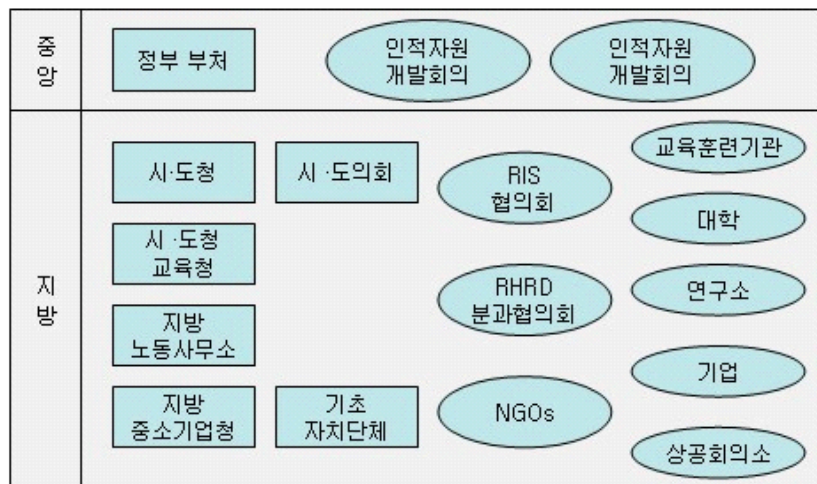 중
앙
정부 부처
인적자원
개발회의
인적자원
개발회의
지
방
시·도청
시 ·도의회
RIS
협의회
교육훈련기관
대학
시 ·도청
교육청
RHRD
분과협의회
연구소
지방
노동사무소
기업
지방
중소기업청
기초
자치단체
NGOs
상공회의소